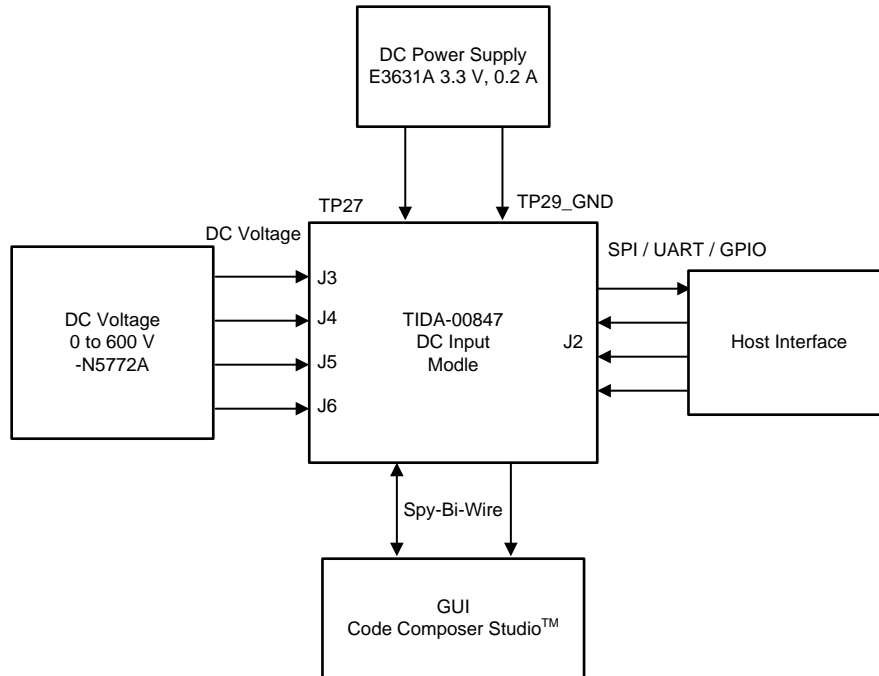 DC Power Supply
E3631A 3.3 V, 0.2 A
TP27
TP29_GND
DC Voltage
SPI / UART / GPIO
DC Voltage
0 to 600 V
-N5772A
J3
J4
J5
J6
TIDA-00847
DC Input
Modle
J2
Host Interface
Spy-Bi-Wire
GUI
Code Composer Studio™